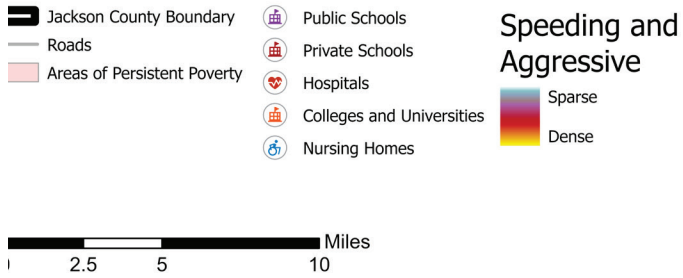 Jackson County Boundary
Roads
Areas of Persistent Poverty
Public Schools
Private Schools
Hospitals
Colleges and Universities
Nursing Homes
Speeding and
Aggressive
Sparse
Dense
Miles
2.5 5 10